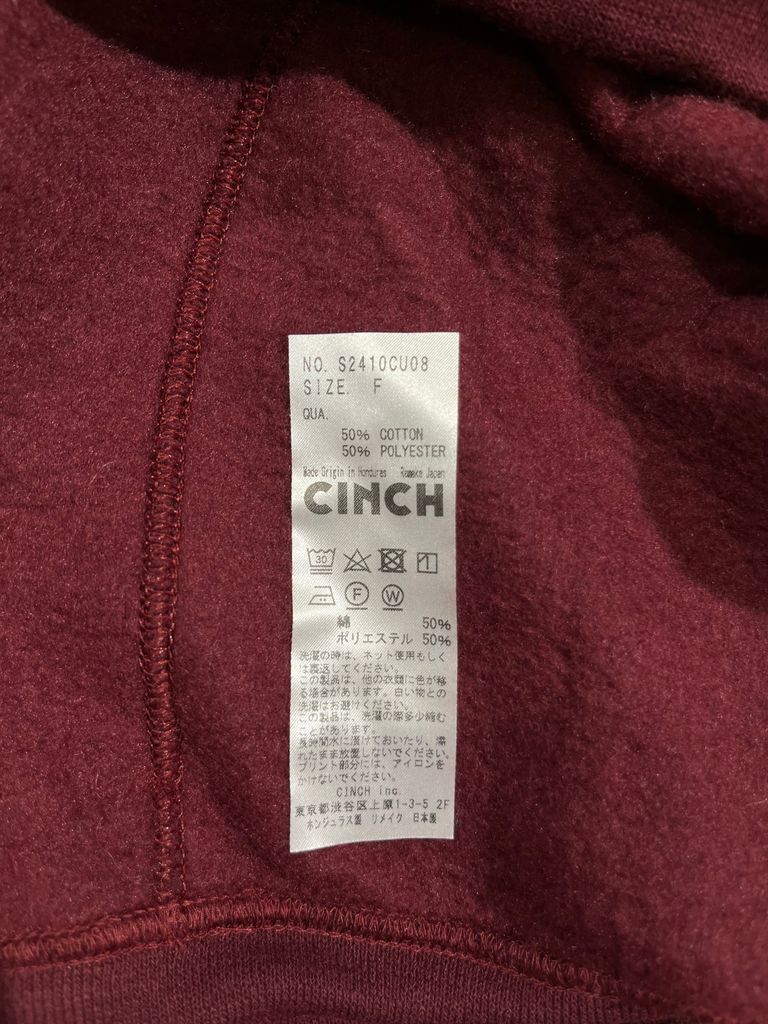 NO. S2410CU08
SIZE. F
QUA.
50% COTTON
50% POLYESTER
Made Origin in Honduras Remake Japan
CINCH
30
F W
綿 50%
ポリエステル 50%
洗濯の時は、ネット使用もしく
は裏返してください。
この製品は、他の衣類に色が移
る場合があります。白い物との
洗濯はお避けください。
この製品は、洗濯の際多少縮む
ことが有ります。
長時間水に漬けておいたり、濡
れたまま放置しないでください。
プリント部分には、アイロンを
かけないでください。
CINCH inc.
東京都渋谷区上原1-3-5 2F
ホンジュラス製 リメイク 日本製